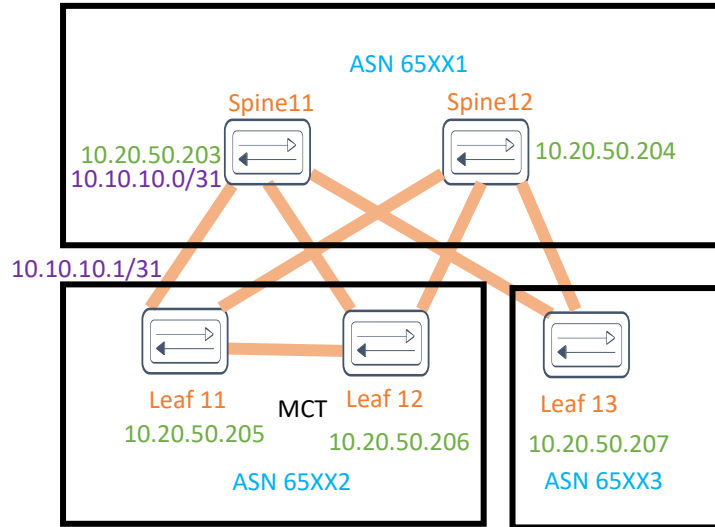 ASN 65XX1
Spine11
Spine12
10.20.50.203
10.20.50.204
10.10.10.0/31
10.10.10.1/31
Leaf 11
MCT
Leaf 12
Leaf 13
10.20.50.205
10.20.50.206
10.20.50.207
ASN 65XX2
ASN 65XX3